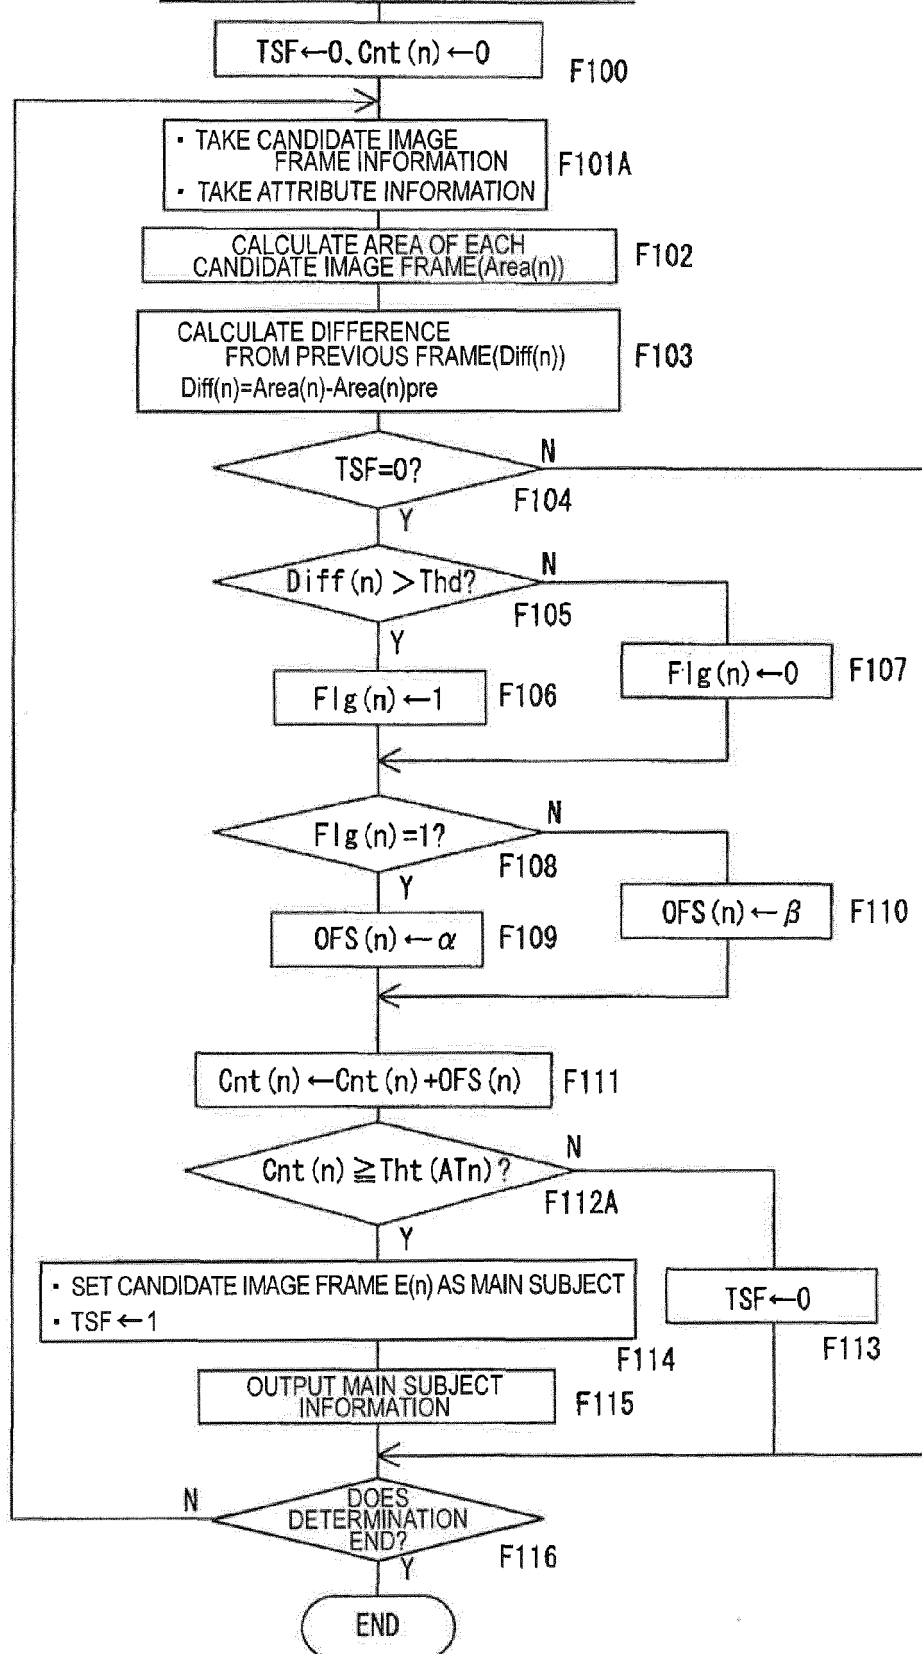 TSF←0、Cnt(n)←0
F100
・TAKE CANDIDATE IMAGE
FRAME INFORMATION
・TAKE ATTRIBUTE INFORMATION
F101A
CALCULATE AREA OF EACH
CANDIDATE IMAGE FRAME(Area(n))
F102
CALCULATE DIFFERENCE
FROM PREVIOUS FRAME(Diff(n))
Diff(n)=Area(n)-Area(n)pre
F103
TSF=0?
N
F104
Y
Diff(n)>Thd?
N
F105
Y
Flg(n)←1
F106
Flg(n)←0
F107
Flg(n)=1?
N
F108
Y
OFS(n)←α
F109
OFS(n)←β
F110
Cnt(n)←Cnt(n)+OFS(n)
F111
Cnt(n)≧Tht(ATn)?
N
F112A
Y
・SET CANDIDATE IMAGE FRAME E(n) AS MAIN SUBJECT
・TSF←1
F114
TSF←0
F113
OUTPUT MAIN SUBJECT
INFORMATION
F115
N
DOES
DETERMINATION
END?
F116
Y
END